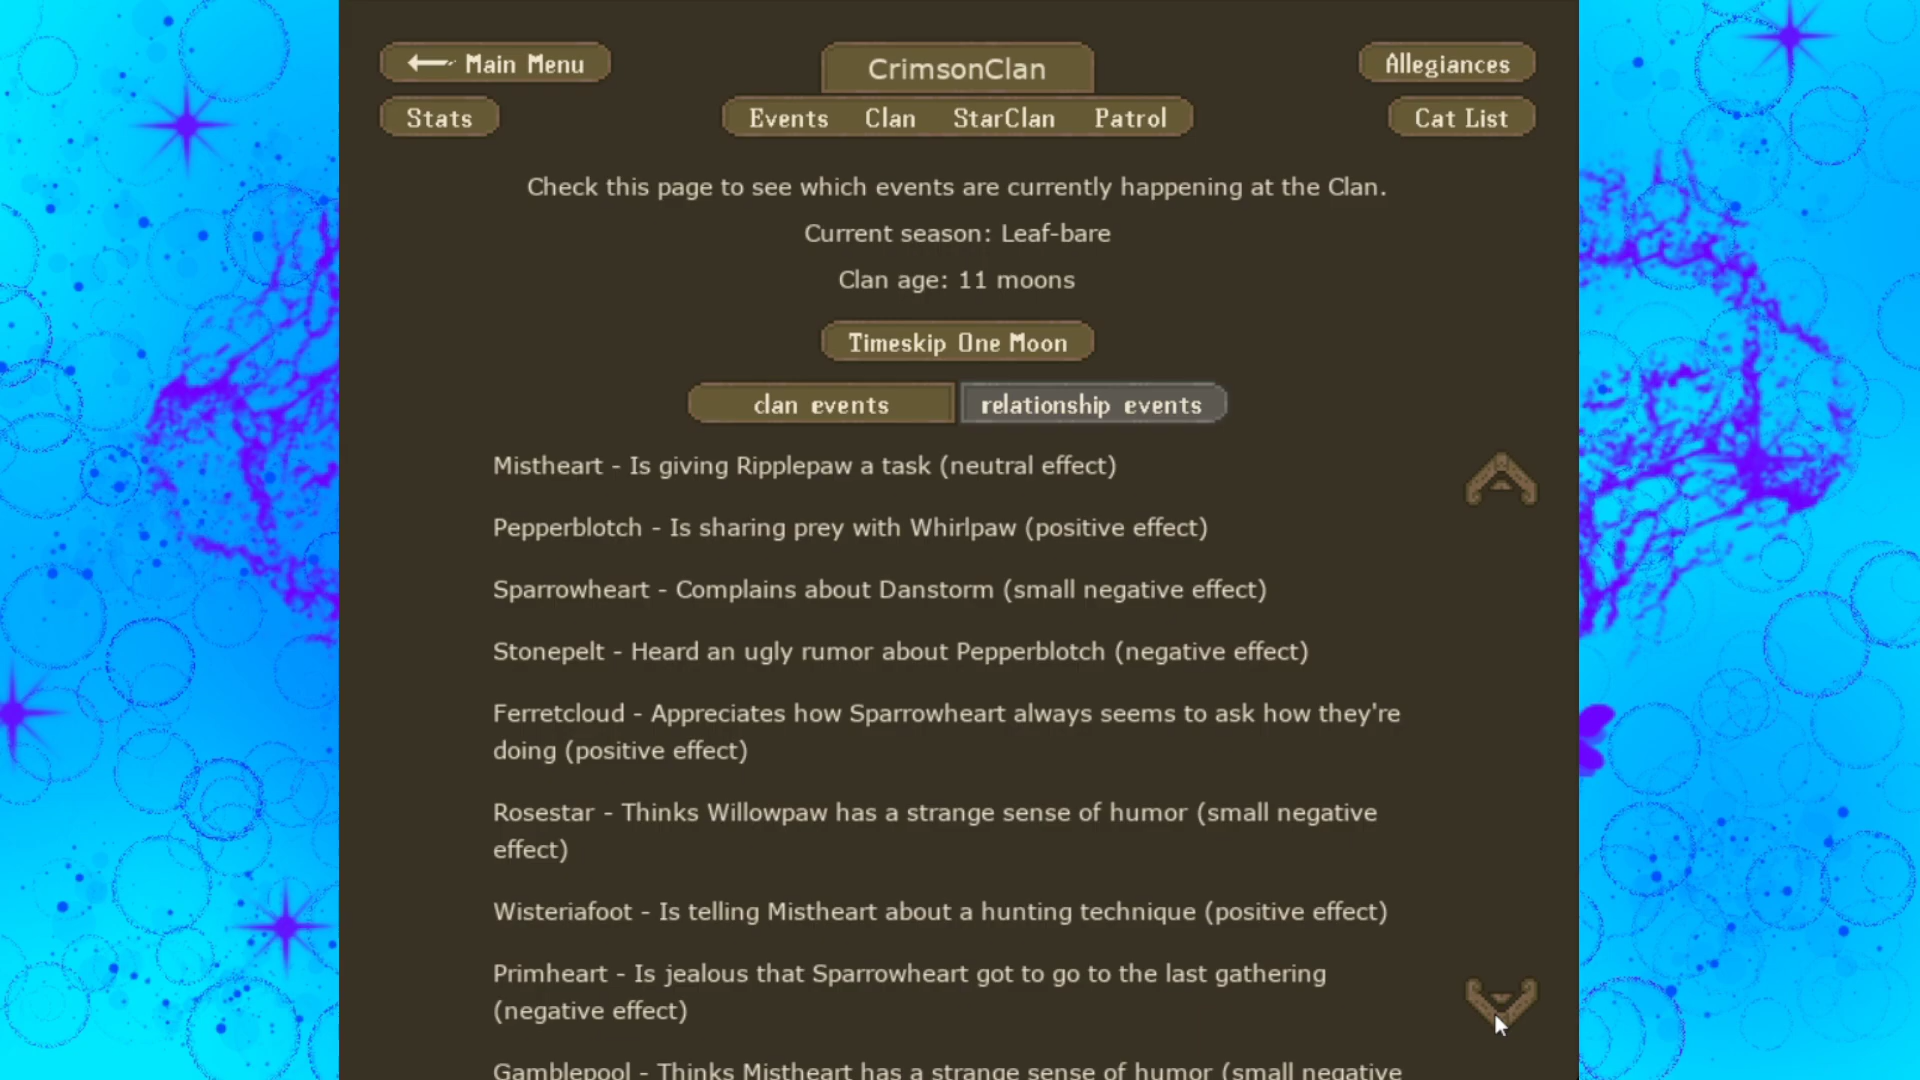 Main Menu
CrimsonClan
Allegiances
Stats
Events Clan StarClan Patrol
Cat List
Check this page to see which events are currently happening at the Clan.
Current season: Leaf-bare
Clan age: 11 moons
Timeskip One Moon
clan events
relationship events
Mistheart - Is giving Ripplepaw a task (neutral effect)
Pepperblotch - Is sharing prey with Whirlpaw (positive effect)
Sparrowheart - Complains about Danstorm (small negative effect)
Stonepelt - Heard an ugly rumor about Pepperblotch (negative effect)
Ferretcloud - Appreciates how Sparrowheart always seems to ask how they're
doing (positive effect)
Rosestar - Thinks Willowpaw has a strange sense of humor (small negative
effect)
Wisteriafoot - Is telling Mistheart about a hunting technique (positive effect)
Primheart - Is jealous that Sparrowheart got to go to the last gathering
(negative effect)
Gamblepool - Thinks Mistheart has a strange sense of humor (small negative